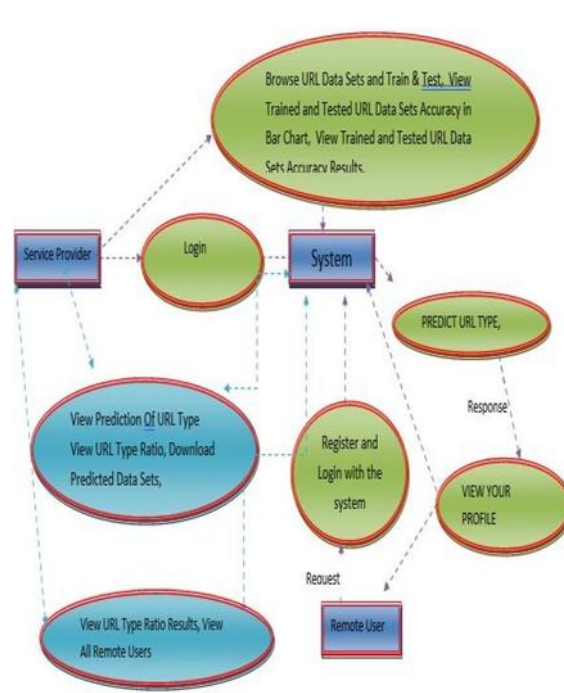 Browse URL Data Sets and Train & Test, View
Trained and Tested URL Data Sets Accuracy in
Bar Chart, View Trained and Tested URL Data
Sets Accuracy Results,
Service Provider
Login
System
PREDICT URL TYPE,
View Prediction Of URL Type
View URL Type Ratio, Download
Predicted Data Sets,
Response
Register and
Login with the
system
VIEW YOUR
PROFILE
Request
Remote User
View URL Type Ratio Results, View
All Remote Users